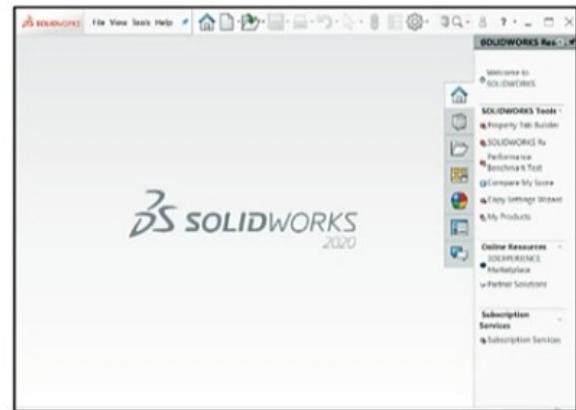 SOLIDWORKS File View Tools Help
SOLIDWORKS Res
Welcome to
SOLIDWORKS
SOLIDWORKS Tools
Property Tab Builder
SOLIDWORKS Rx
Performance
Benchmark Test
Compare My Score
Copy Settings Wizard
My Products
Online Resources
3DEXPERIENCE
Marketplace
Partner Solutions
Subscription
Services
Subscription Services
SOLIDWORKS
2020